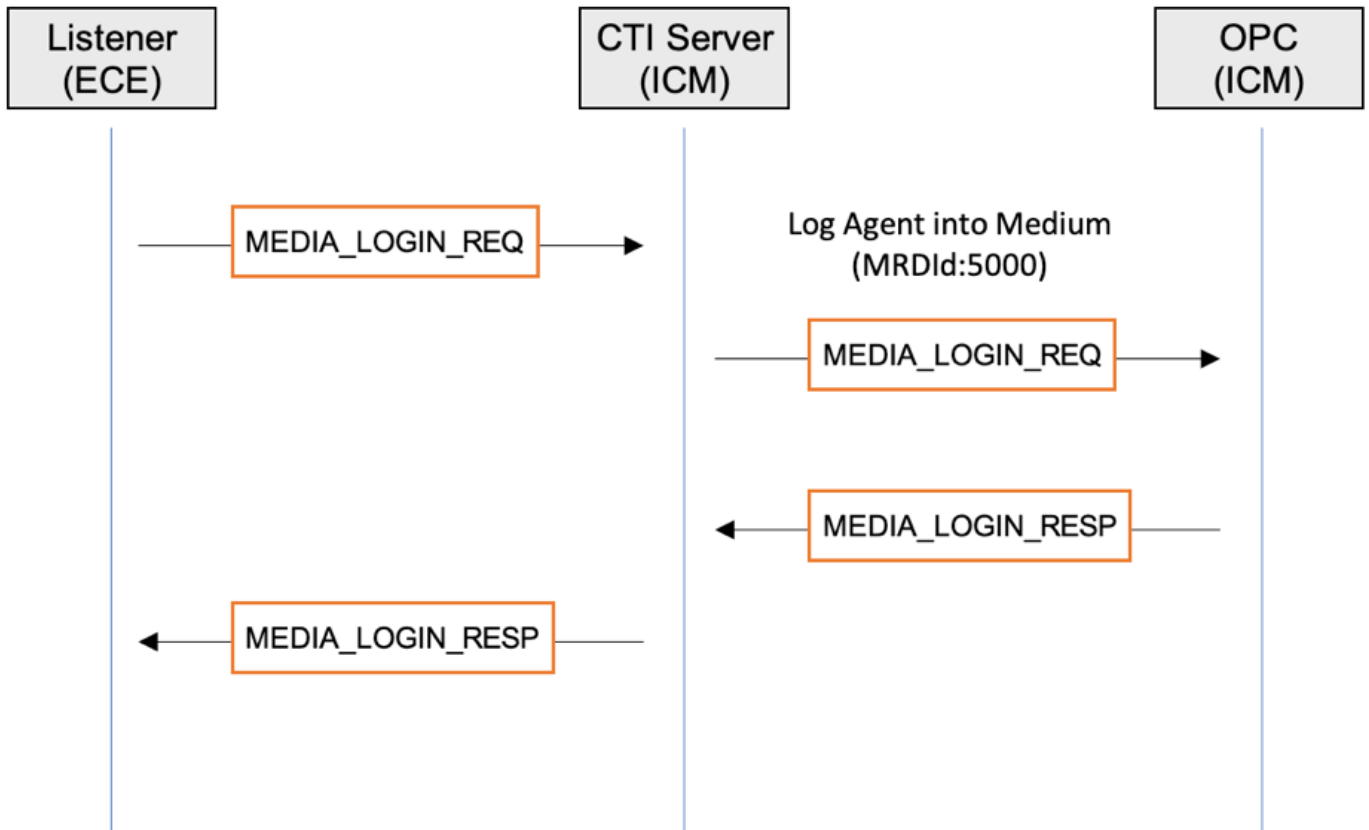 Listener
(ECE)
CTI Server
(ICM)
OPC
(ICM)
MEDIA_LOGIN_REQ
Log Agent into Medium
(MRDId:5000)
MEDIA_LOGIN_REQ
MEDIA_LOGIN_RESP
MEDIA_LOGIN_RESP